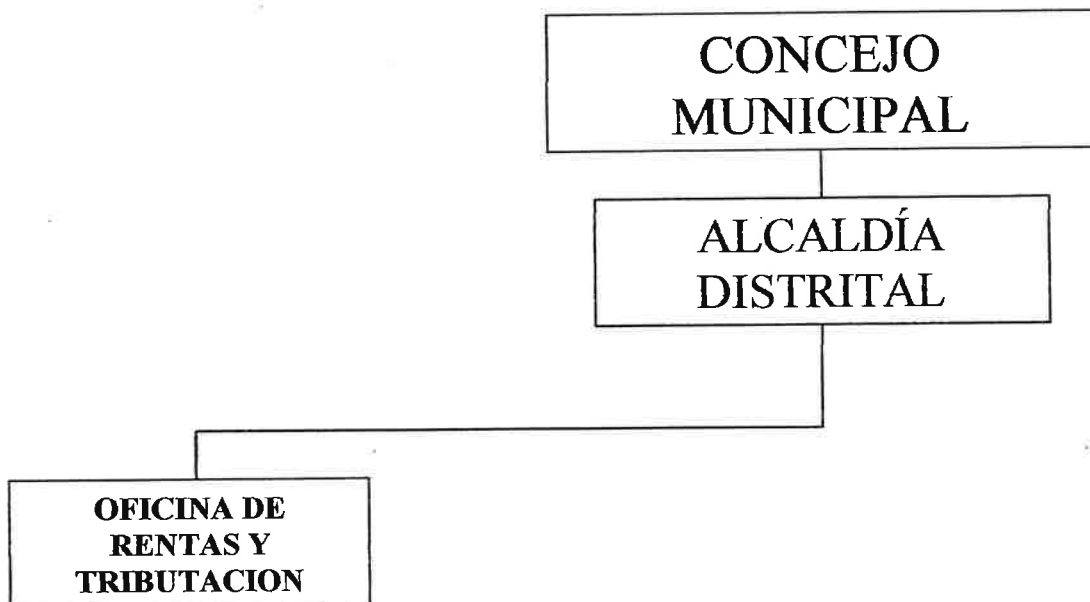 CONCEJO
MUNICIPAL
ALCALDÍA
DISTRITAL
OFICINA DE
RENTAS Y
TRIBUTACION